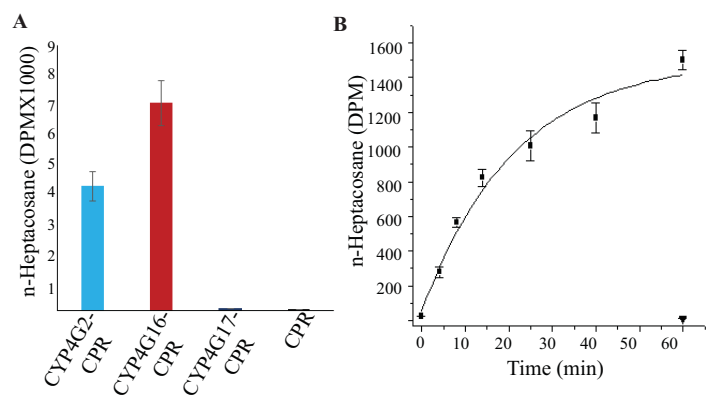 A
n-Heptacosane (DPMX1000)
9
8
7
6
5
4
3
2
1
CYP4G2-
CPR
CYP4G16-
CPR
CYP4G17-
CPR
CPR
B
n-Heptacosane (DPM)
1600
1400
1200
1000
800
600
400
200
0
10
20
30
40
50
60
Time (min)